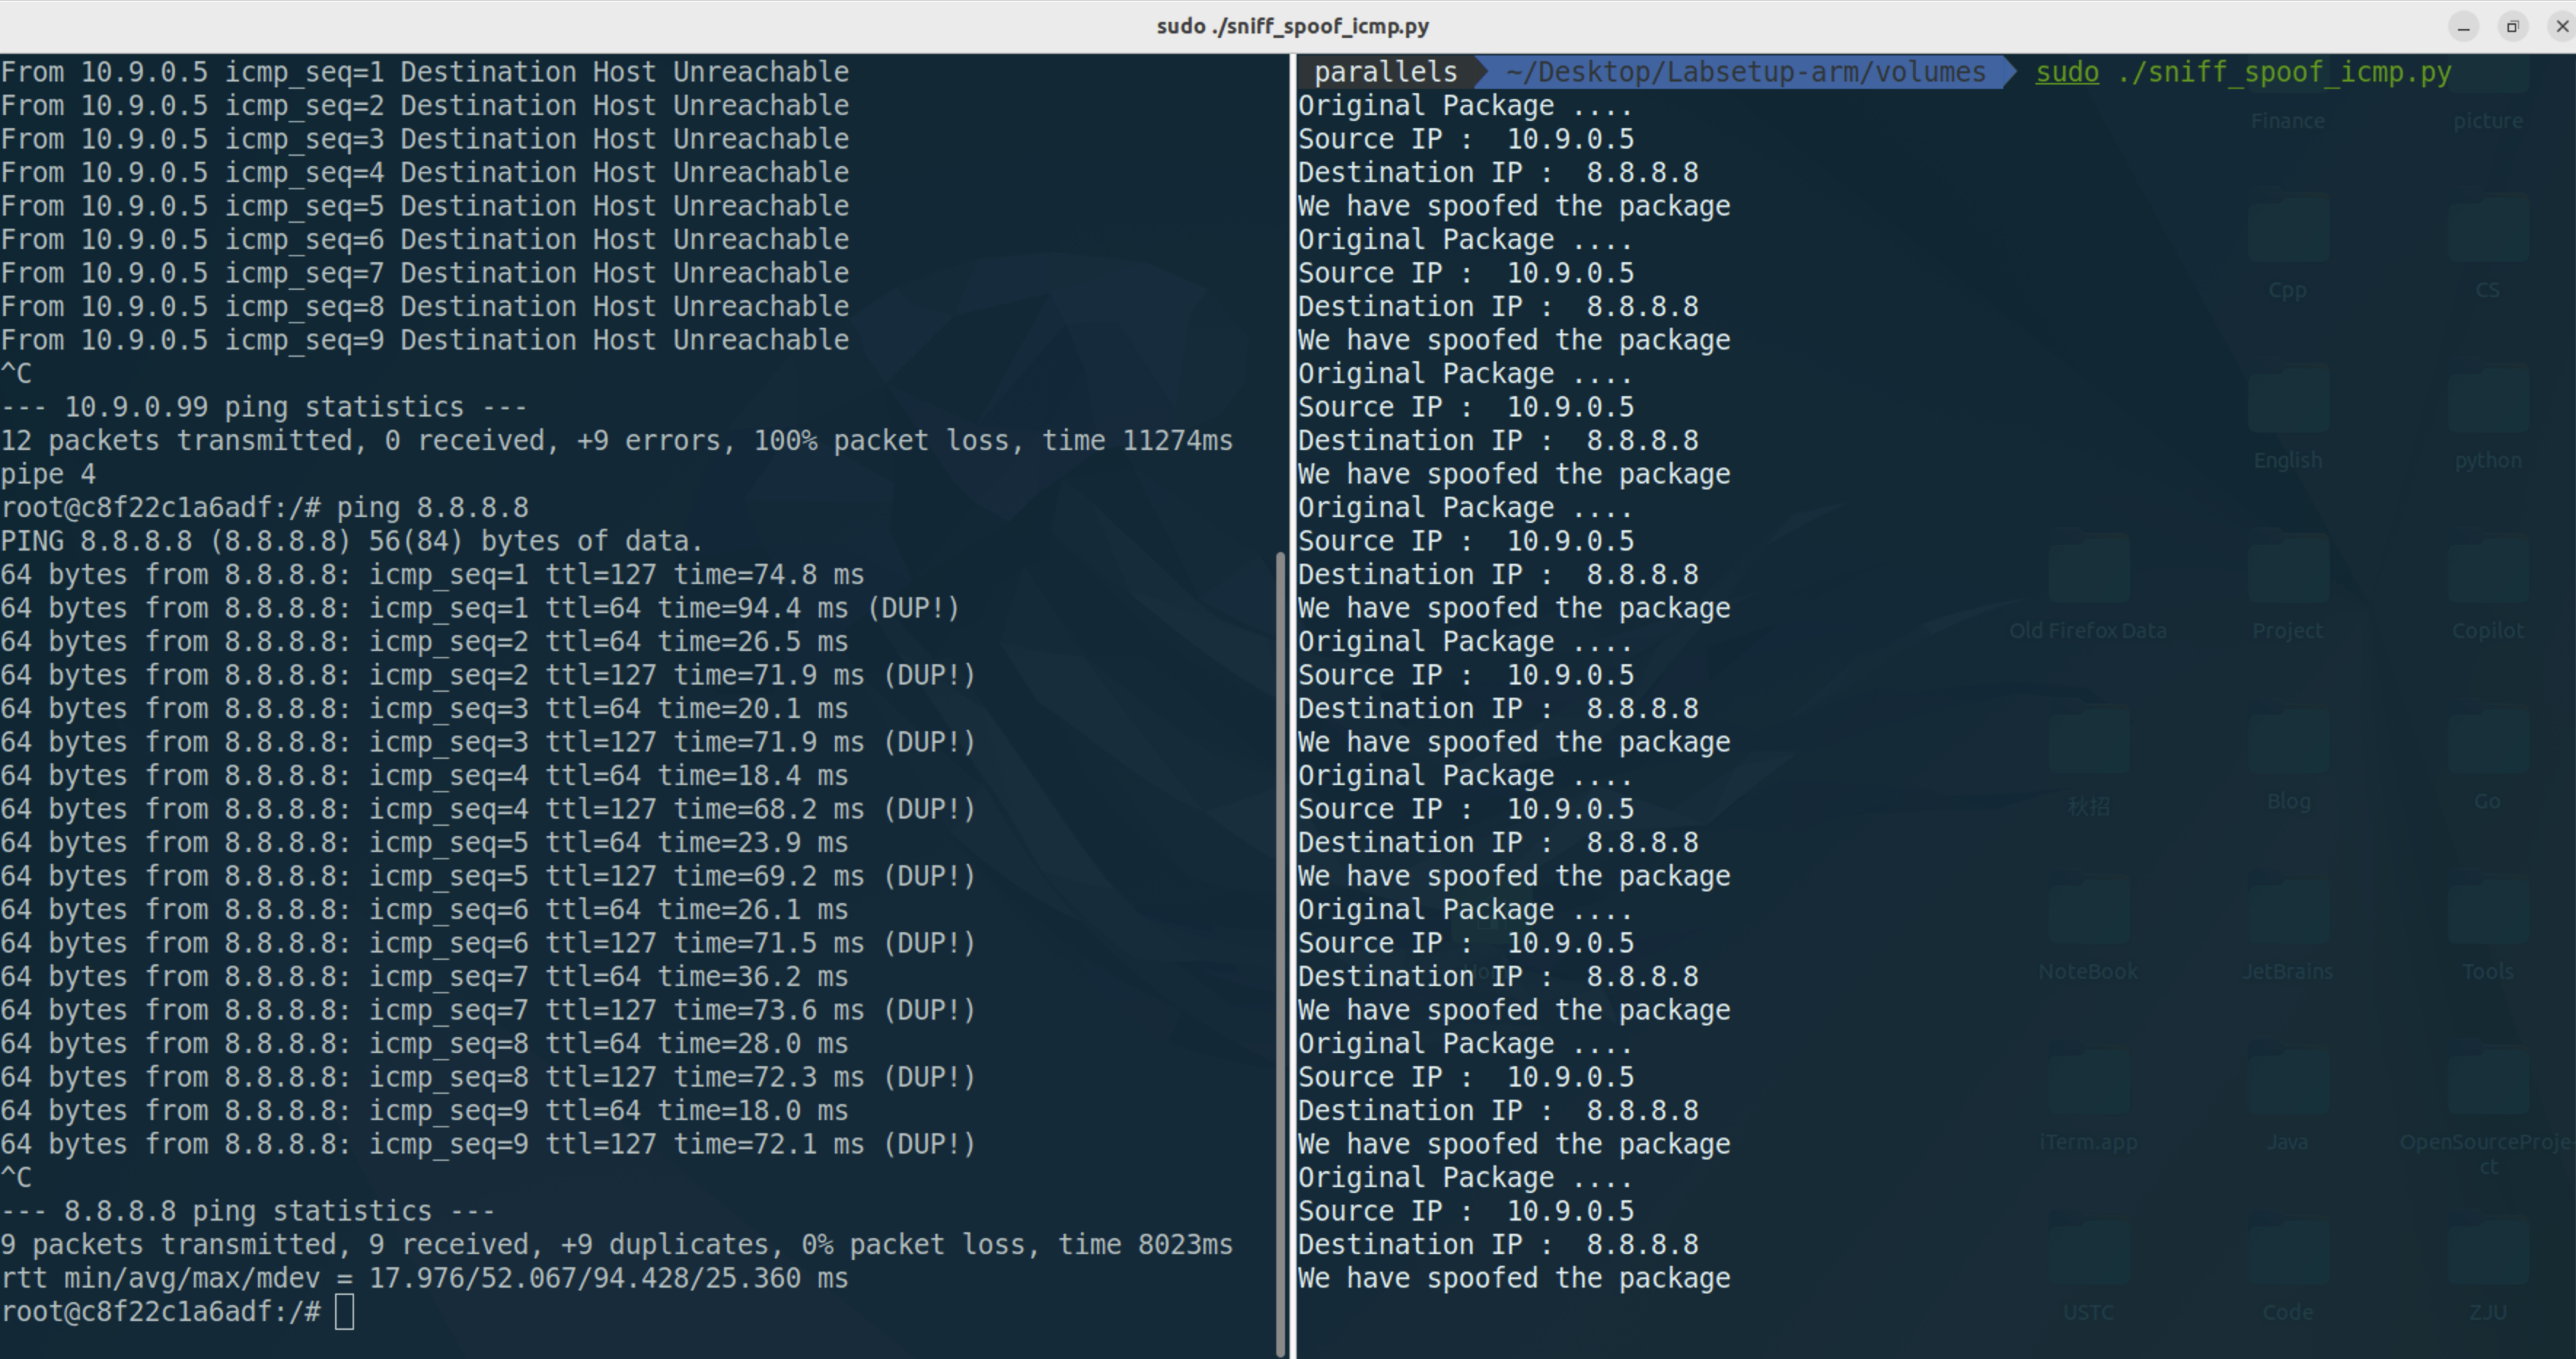 sudo ./sniff_spoof_icmp.py
From 10.9.0.5 icmp_seq=1 Destination Host Unreachable
From 10.9.0.5 icmp_seq=2 Destination Host Unreachable
From 10.9.0.5 icmp_seq=3 Destination Host Unreachable
From 10.9.0.5 icmp_seq=4 Destination Host Unreachable
From 10.9.0.5 icmp_seq=5 Destination Host Unreachable
From 10.9.0.5 icmp_seq=6 Destination Host Unreachable
From 10.9.0.5 icmp_seq=7 Destination Host Unreachable
From 10.9.0.5 icmp_seq=8 Destination Host Unreachable
From 10.9.0.5 icmp_seq=9 Destination Host Unreachable
^C
--- 10.9.0.99 ping statistics ---
12 packets transmitted, 0 received, +9 errors, 100% packet loss, time 11274ms
pipe 4
root@c8f22c1a6adf:/# ping 8.8.8.8
PING 8.8.8.8 (8.8.8.8) 56(84) bytes of data.
64 bytes from 8.8.8.8: icmp_seq=1 ttl=127 time=74.8 ms
64 bytes from 8.8.8.8: icmp_seq=1 ttl=64 time=94.4 ms (DUP!)
64 bytes from 8.8.8.8: icmp_seq=2 ttl=64 time=26.5 ms
64 bytes from 8.8.8.8: icmp_seq=2 ttl=127 time=71.9 ms (DUP!)
64 bytes from 8.8.8.8: icmp_seq=3 ttl=64 time=20.1 ms
64 bytes from 8.8.8.8: icmp_seq=3 ttl=127 time=71.9 ms (DUP!)
64 bytes from 8.8.8.8: icmp_seq=4 ttl=64 time=18.4 ms
64 bytes from 8.8.8.8: icmp_seq=4 ttl=127 time=68.2 ms (DUP!)
64 bytes from 8.8.8.8: icmp_seq=5 ttl=64 time=23.9 ms
64 bytes from 8.8.8.8: icmp_seq=5 ttl=127 time=69.2 ms (DUP!)
64 bytes from 8.8.8.8: icmp_seq=6 ttl=64 time=26.1 ms
64 bytes from 8.8.8.8: icmp_seq=6 ttl=127 time=71.5 ms (DUP!)
64 bytes from 8.8.8.8: icmp_seq=7 ttl=64 time=36.2 ms
64 bytes from 8.8.8.8: icmp_seq=7 ttl=127 time=73.6 ms (DUP!)
64 bytes from 8.8.8.8: icmp_seq=8 ttl=64 time=28.0 ms
64 bytes from 8.8.8.8: icmp_seq=8 ttl=127 time=72.3 ms (DUP!)
64 bytes from 8.8.8.8: icmp_seq=9 ttl=64 time=18.0 ms
64 bytes from 8.8.8.8: icmp_seq=9 ttl=127 time=72.1 ms (DUP!)
^C
--- 8.8.8.8 ping statistics ---
9 packets transmitted, 9 received, +9 duplicates, 0% packet loss, time 8023ms
rtt min/avg/max/mdev = 17.976/52.067/94.428/25.360 ms
root@c8f22c1a6adf:/#
parallels ~/Desktop/Labsetup-arm/volumes sudo ./sniff_spoof_icmp.py
Original Package ....
Source IP :  10.9.0.5
Destination IP :  8.8.8.8
We have spoofed the package
Original Package ....
Source IP :  10.9.0.5
Destination IP :  8.8.8.8
We have spoofed the package
Original Package ....
Source IP :  10.9.0.5
Destination IP :  8.8.8.8
We have spoofed the package
Original Package ....
Source IP :  10.9.0.5
Destination IP :  8.8.8.8
We have spoofed the package
Original Package ....
Source IP :  10.9.0.5
Destination IP :  8.8.8.8
We have spoofed the package
Original Package ....
Source IP :  10.9.0.5
Destination IP :  8.8.8.8
We have spoofed the package
Original Package ....
Source IP :  10.9.0.5
Destination IP :  8.8.8.8
We have spoofed the package
Original Package ....
Source IP :  10.9.0.5
Destination IP :  8.8.8.8
We have spoofed the package
Original Package ....
Source IP :  10.9.0.5
Destination IP :  8.8.8.8
We have spoofed the package
Finance picture
Cpp CS
English python
Old Firefox Data Project Copilot
秋招 Blog Go
NoteBook JetBrains Tools
iTerm.app Java OpenSourceProje
ct
USTC Code ZJU